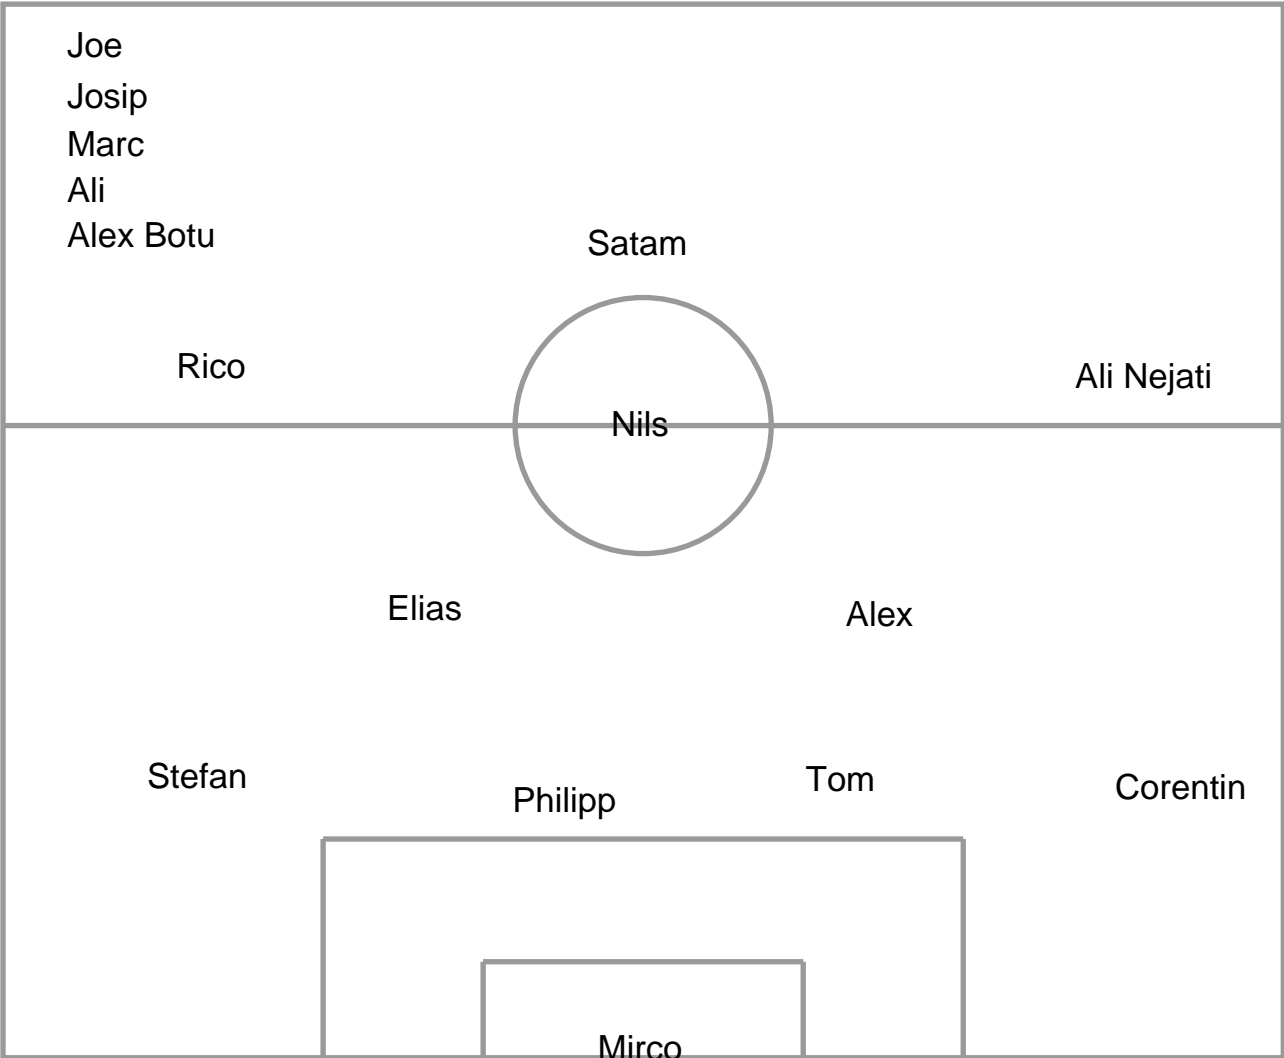 Joe
Josip
Marc
Ali
Alex Botu
Satam
Rico
Ali Nejati
Nils
Elias
Alex
Stefan
Philipp
Tom
Corentin
Mirco